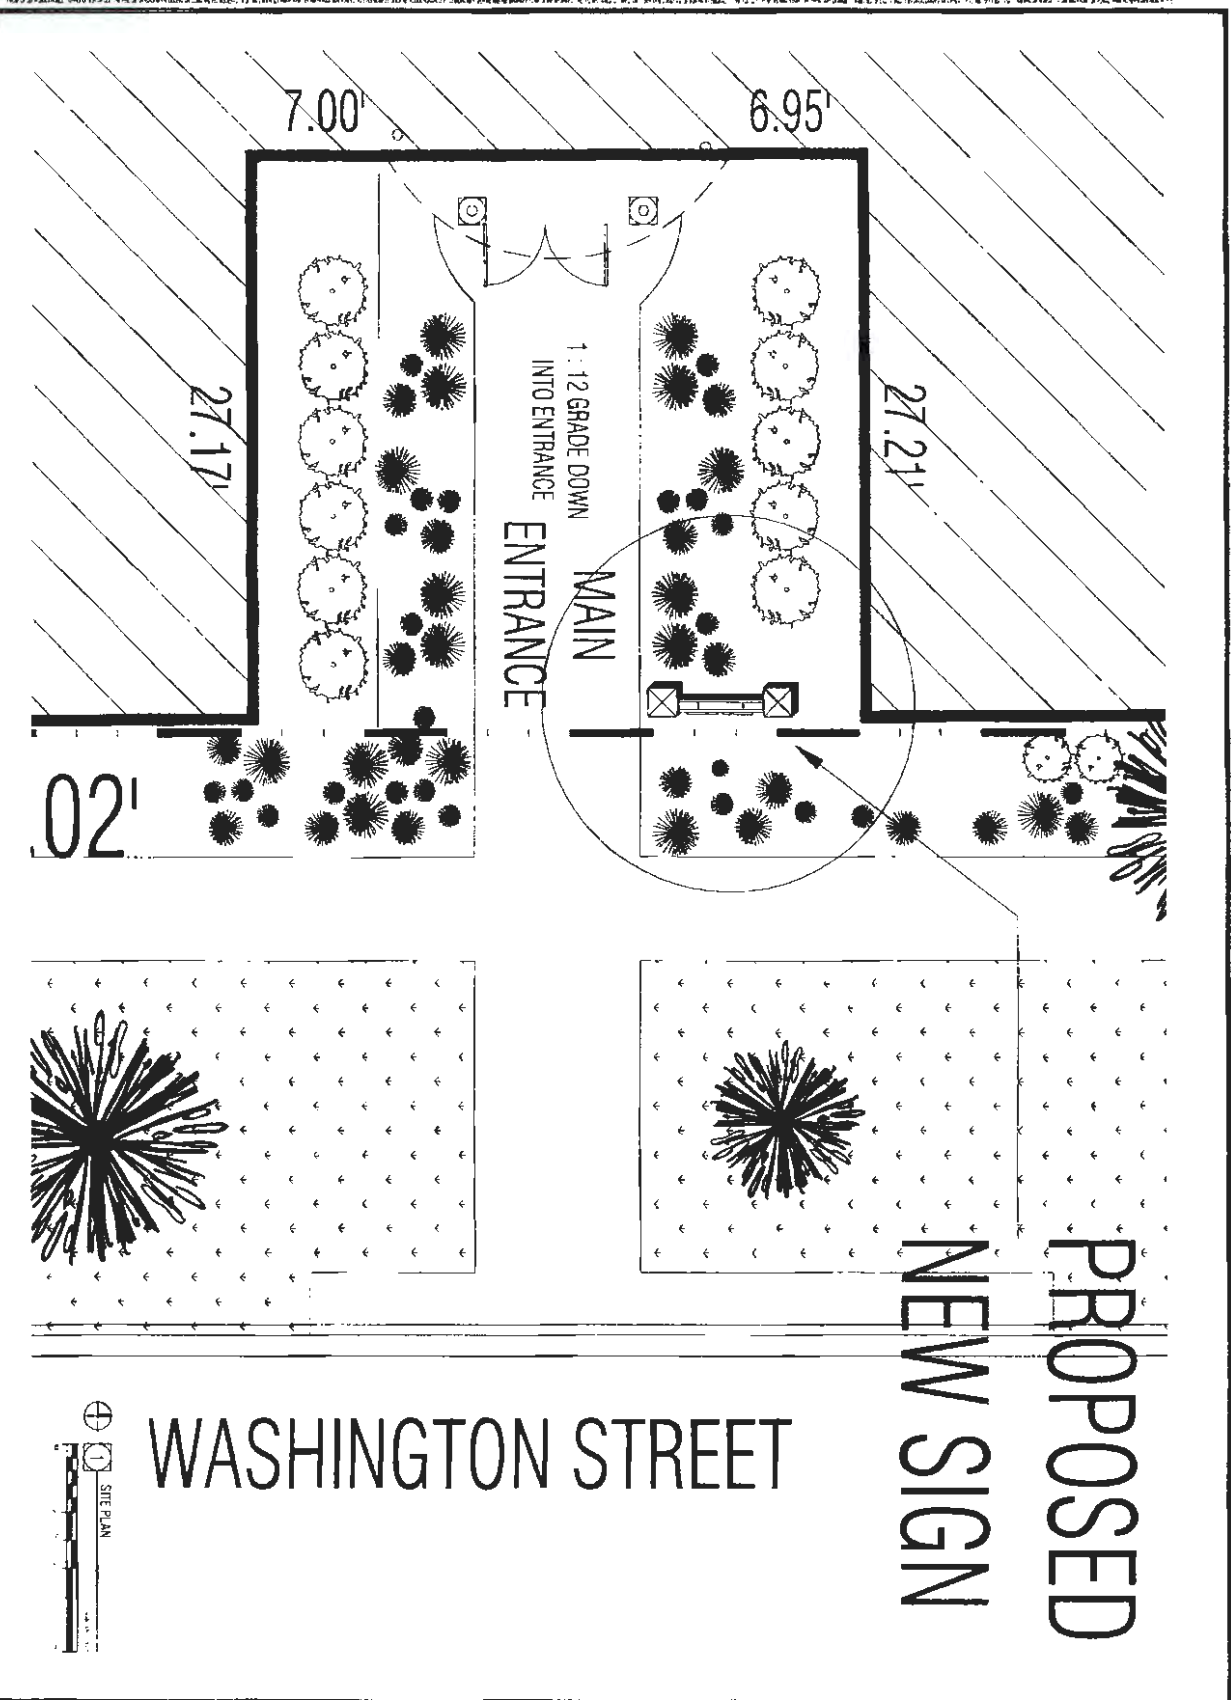 7.00'
6.95'
27.17'
27.21'
1 : 12 GRADE DOWN
INTO ENTRANCE
MAIN
ENTRANCE
.02'
PROPOSED
NEW SIGN
WASHINGTON STREET
1
SITE PLAN